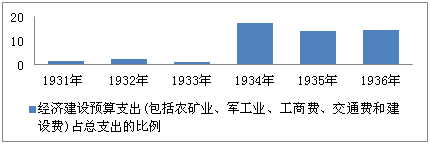 20
10
0
1931年 1932年 1933年 1934年 1935年 1936年
经济建设预算支出(包括农矿业、军工业、工商费、交通费和建
设费)占总支出的比例